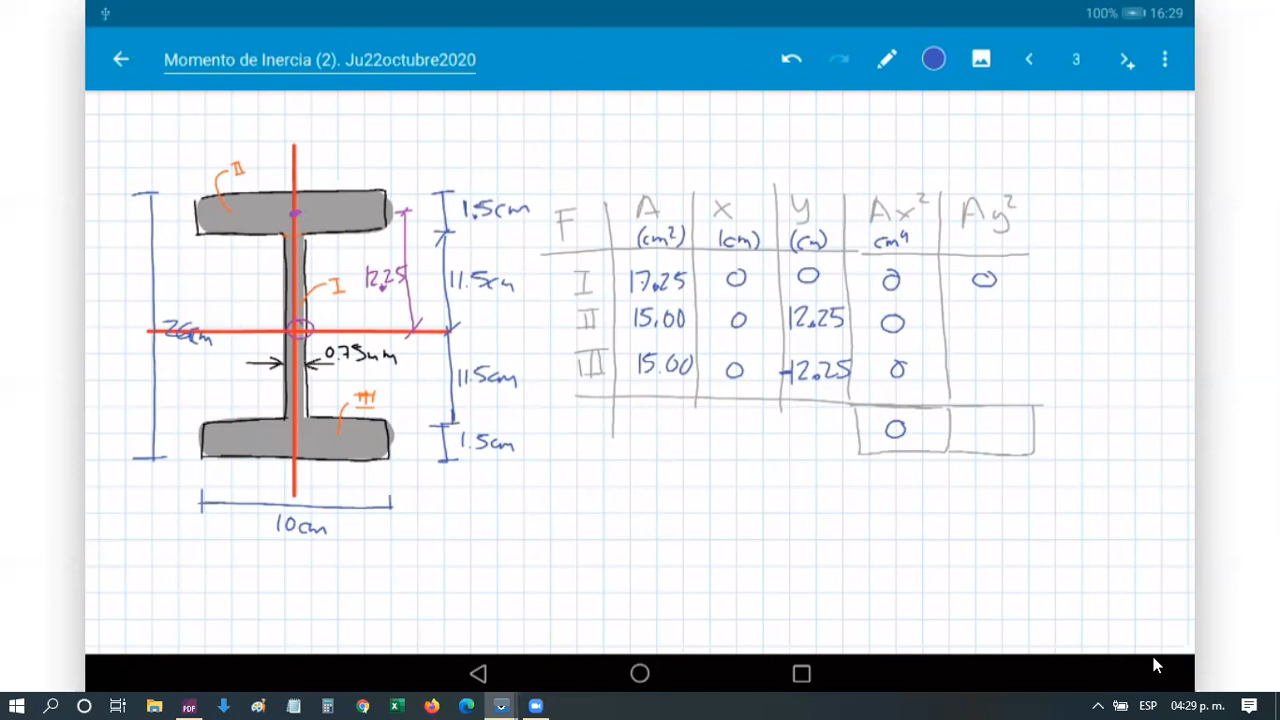 100% 16:29
Momento de Inercia (2). Ju22octubre2020
3
II
1.5cm
12.25
I
11.5cm
26cm
0.75cm
11.5cm
III
1.5cm
10cm
F A X Y Ax² Ay²
(cm²) (cm) (cm) cm⁴
I 17.25 0 0 0 0
II 15.00 0 12.25 0
III 15.00 0 -12.25 0
0
ESP 04:29 p. m.